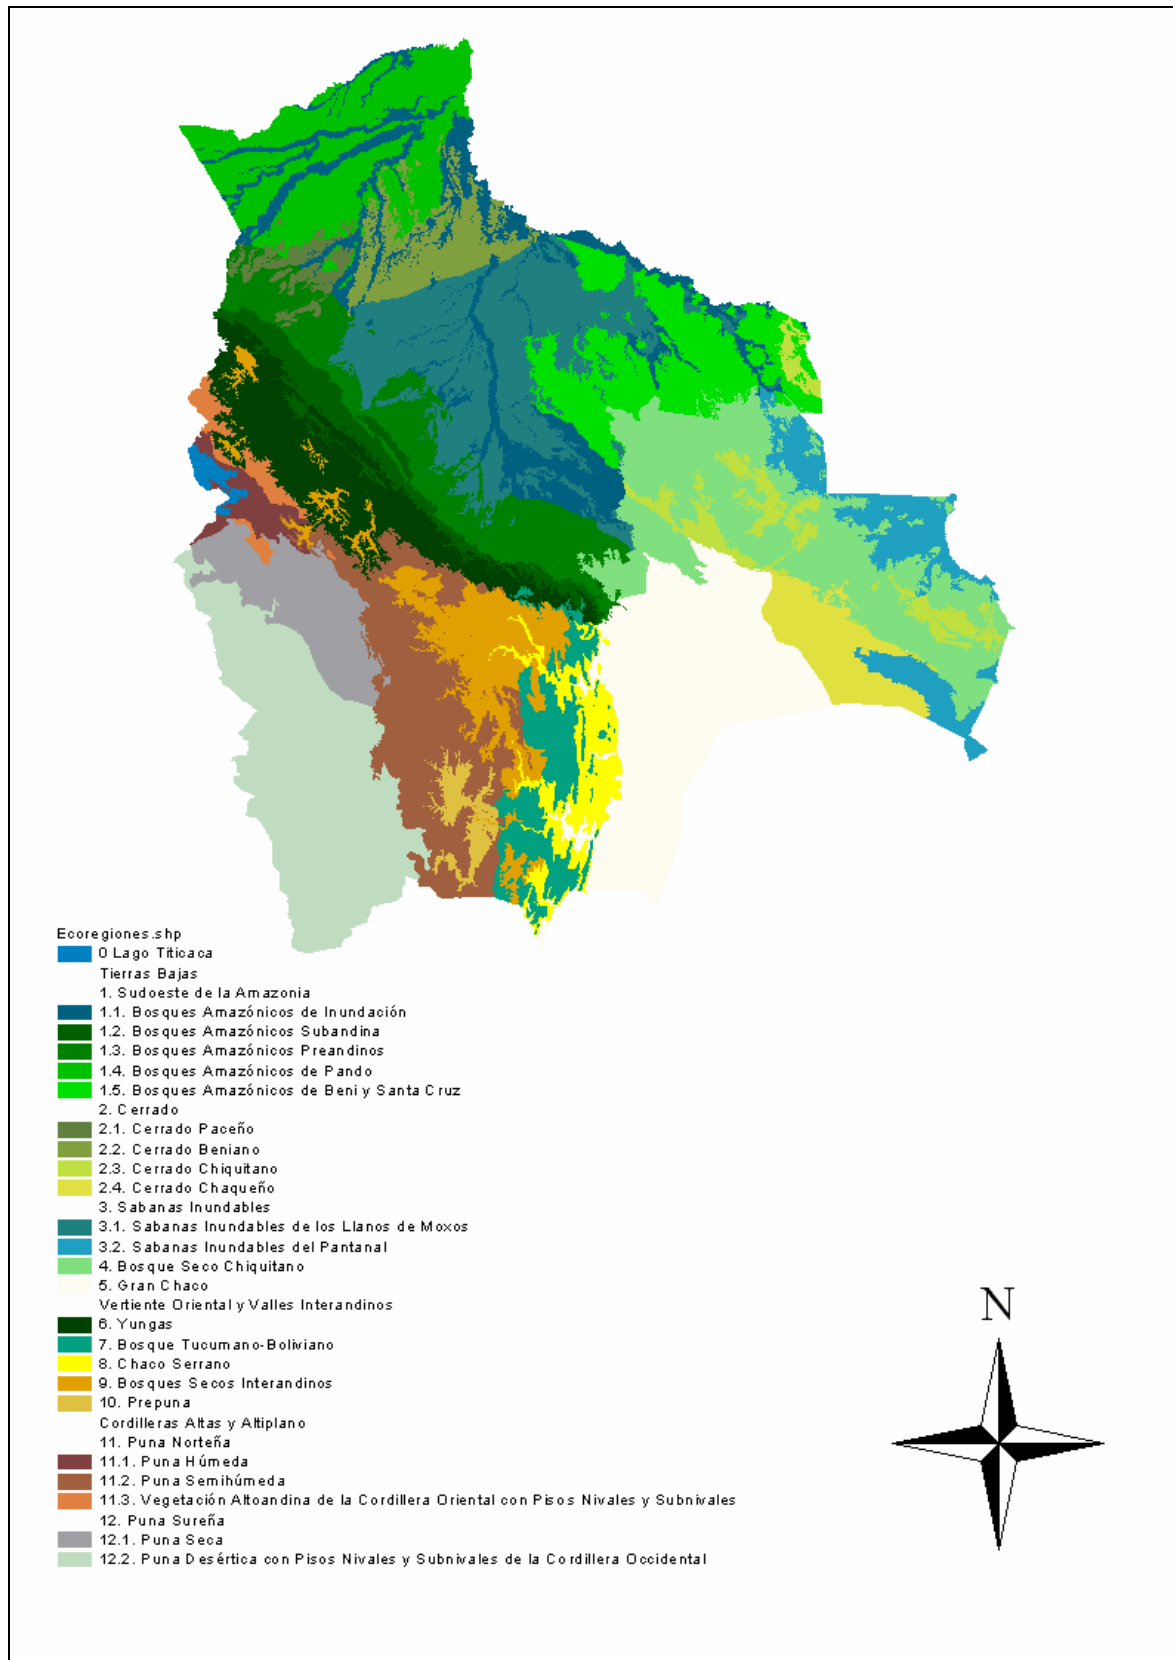 Ecoregiones.shp
0 Lago Titicaca
Tierras Bajas
1. Sudoeste de la Amazonia
1.1. Bosques Amazónicos de Inundación
1.2. Bosques Amazónicos Subandina
1.3. Bosques Amazónicos Preandinos
1.4. Bosques Amazónicos de Pando
1.5. Bosques Amazónicos de Beni y Santa Cruz
2. Cerrado
2.1. Cerrado Paceño
2.2. Cerrado Beniano
2.3. Cerrado Chiquitano
2.4. Cerrado Chaqueño
3. Sabanas Inundables
3.1. Sabanas Inundables de los Llanos de Moxos
3.2. Sabanas Inundables del Pantanal
4. Bosque Seco Chiquitano
5. Gran Chaco
Vertiente Oriental y Valles Interandinos
6. Yungas
7. Bosque Tucumano-Boliviano
8. Chaco Serrano
9. Bosques Secos Interandinos
10. Prepuna
Cordilleras Altas y Altiplano
11. Puna Norteña
11.1. Puna Húmeda
11.2. Puna Semihúmeda
11.3. Vegetación Altoandina de la Cordillera Oriental con Pisos Nivales y Subnivales
12. Puna Sureña
12.1. Puna Seca
12.2. Puna Desértica con Pisos Nivales y Subnivales de la Cordillera Occidental
N